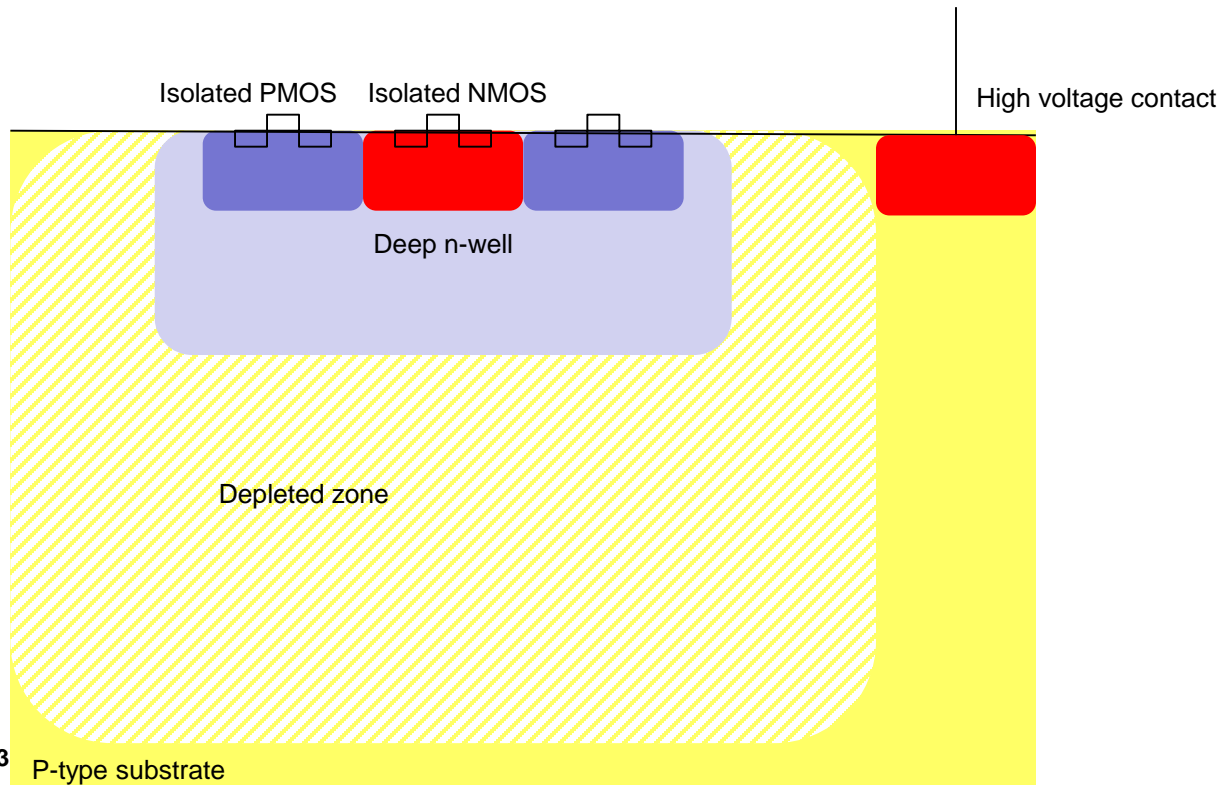 Isolated PMOS
Isolated NMOS
High voltage contact
Deep n-well
Depleted zone
3
P-type substrate